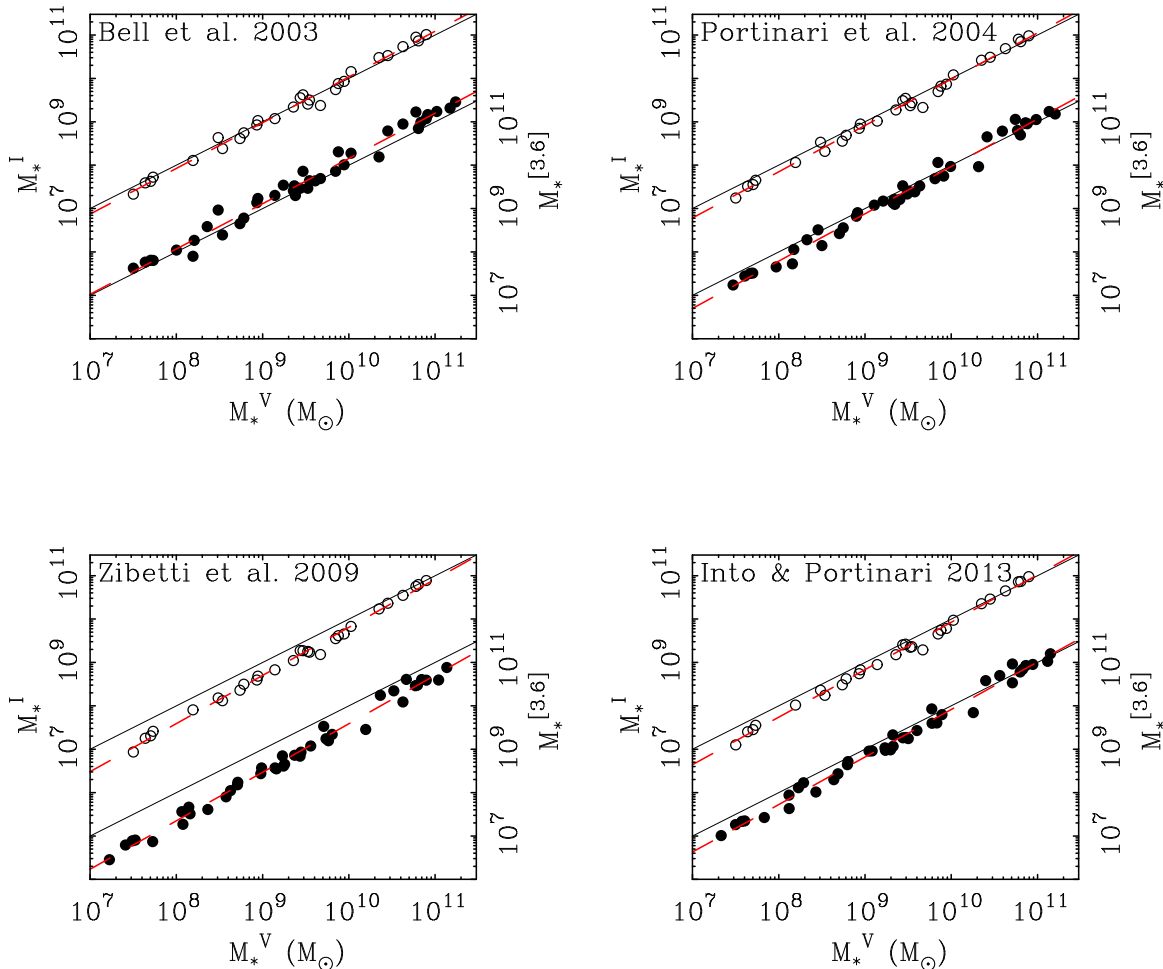 Bell et al. 2003
10^11
10^9
10^7
M_*^I
10^11
10^9
10^7
M_*^[3.6]
10^7 10^8 10^9 10^10 10^11
M_*^V (M_⊙)
Portinari et al. 2004
10^11
10^9
10^7
M_*^I
10^11
10^9
10^7
M_*^[3.6]
10^7 10^8 10^9 10^10 10^11
M_*^V (M_⊙)
Zibetti et al. 2009
10^11
10^9
10^7
M_*^I
10^11
10^9
10^7
M_*^[3.6]
10^7 10^8 10^9 10^10 10^11
M_*^V (M_⊙)
Into & Portinari 2013
10^11
10^9
10^7
M_*^I
10^11
10^9
10^7
M_*^[3.6]
10^7 10^8 10^9 10^10 10^11
M_*^V (M_⊙)